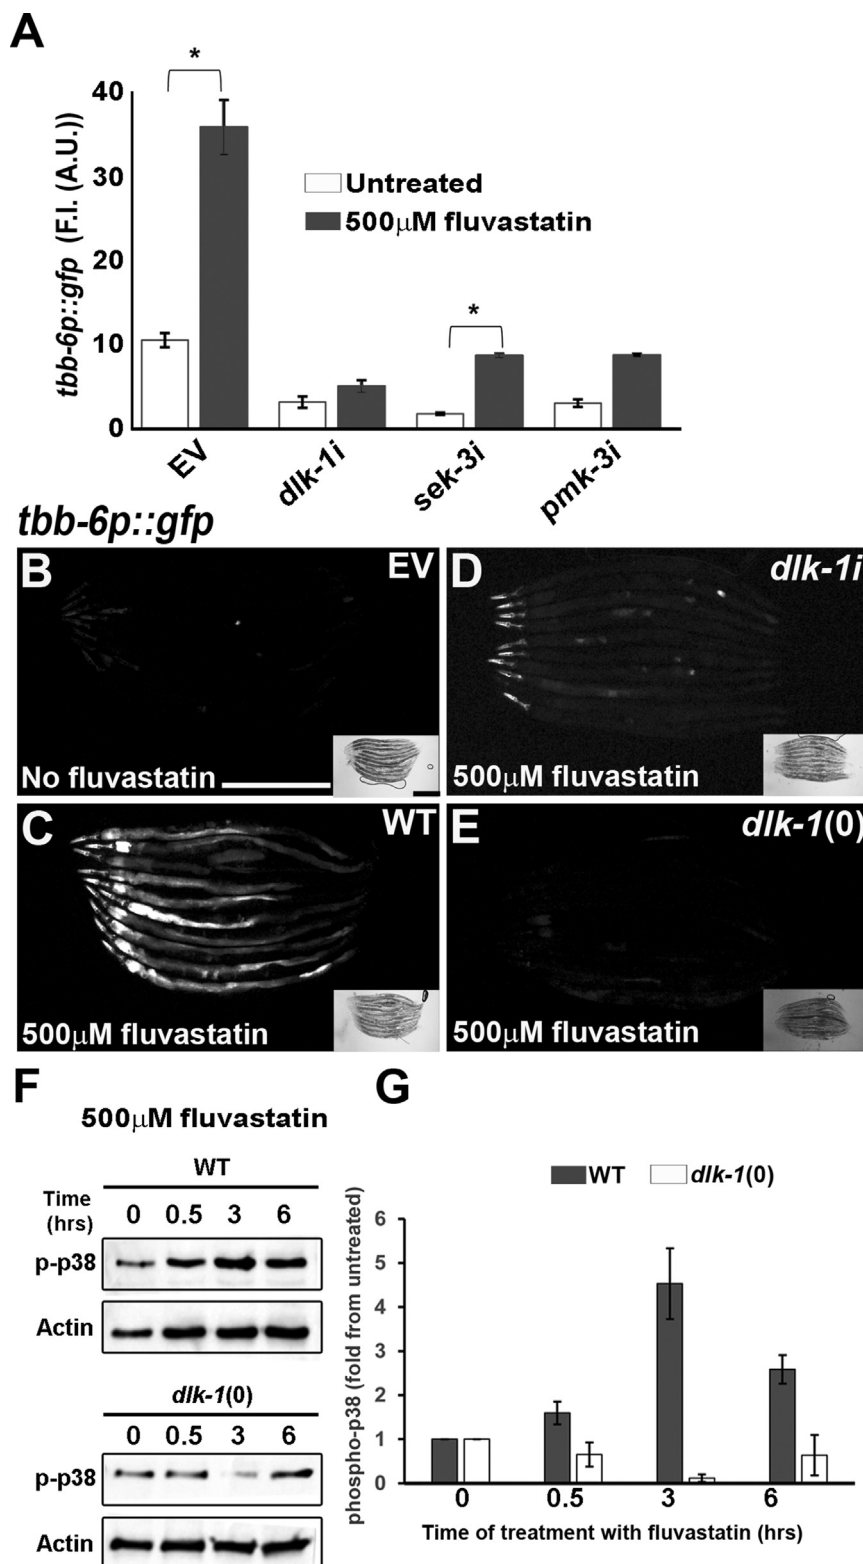 A
*
40
30
20
10
0
tbb-6p::gfp (F.I. (A.U.))
Untreated
500μM fluvastatin
*
EV
dlk-1i
sek-3i
pmk-3i
tbb-6p::gfp
B
EV
No fluvastatin
D
dlk-1i
500μM fluvastatin
C
WT
500μM fluvastatin
E
dlk-1(0)
500μM fluvastatin
F
500μM fluvastatin
WT
Time
(hrs)
0 0.5 3 6
p-p38
Actin
dlk-1(0)
0 0.5 3 6
p-p38
Actin
G
WT
dlk-1(0)
phospho-p38 (fold from untreated)
6
5
4
3
2
1
0
0 0.5 3 6
Time of treatment with fluvastatin (hrs)